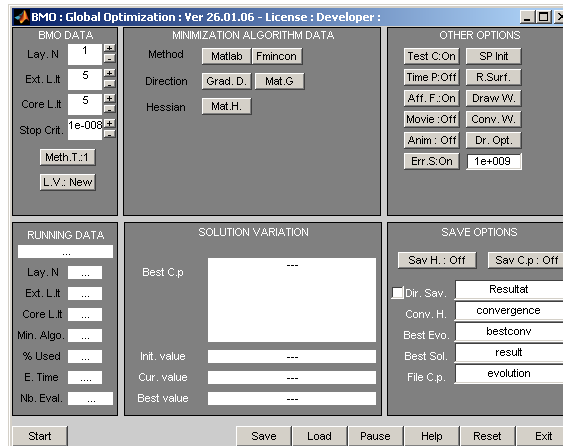 BMO : Global Optimization : Ver 26.01.06 - License : Developer :
BMO DATA
Lay. N 1
Ext. L.It 5
Core L.It 5
Stop Crit. 1e-008
Meth.T.:1
L.V.: New
MINIMIZATION ALGORITHM DATA
Method Matlab Fmincon
Direction Grad. D. Mat.G
Hessian Mat.H.
OTHER OPTIONS
Test C:On SP Init
Time P:Off R.Surf.
Aff. F.:On Draw W.
Movie :Off Conv. W.
Anim : Off Dr. Opt.
Err.S:On 1e+009
RUNNING DATA
...
Lay. N ...
Ext. L.It ...
Core L.It ...
Min. Algo. ...
% Used ...
E. Time ....
Nb. Eval. ...
SOLUTION VARIATION
Best C.p ---
Init. value ---
Cur. value ---
Best value ---
SAVE OPTIONS
Sav H. : Off Sav C.p : Off
Dir. Sav. Resultat
Conv. H. convergence
Best Evo. bestconv
Best Sol. result
File C.p. evolution
Start Save Load Pause Help Reset Exit